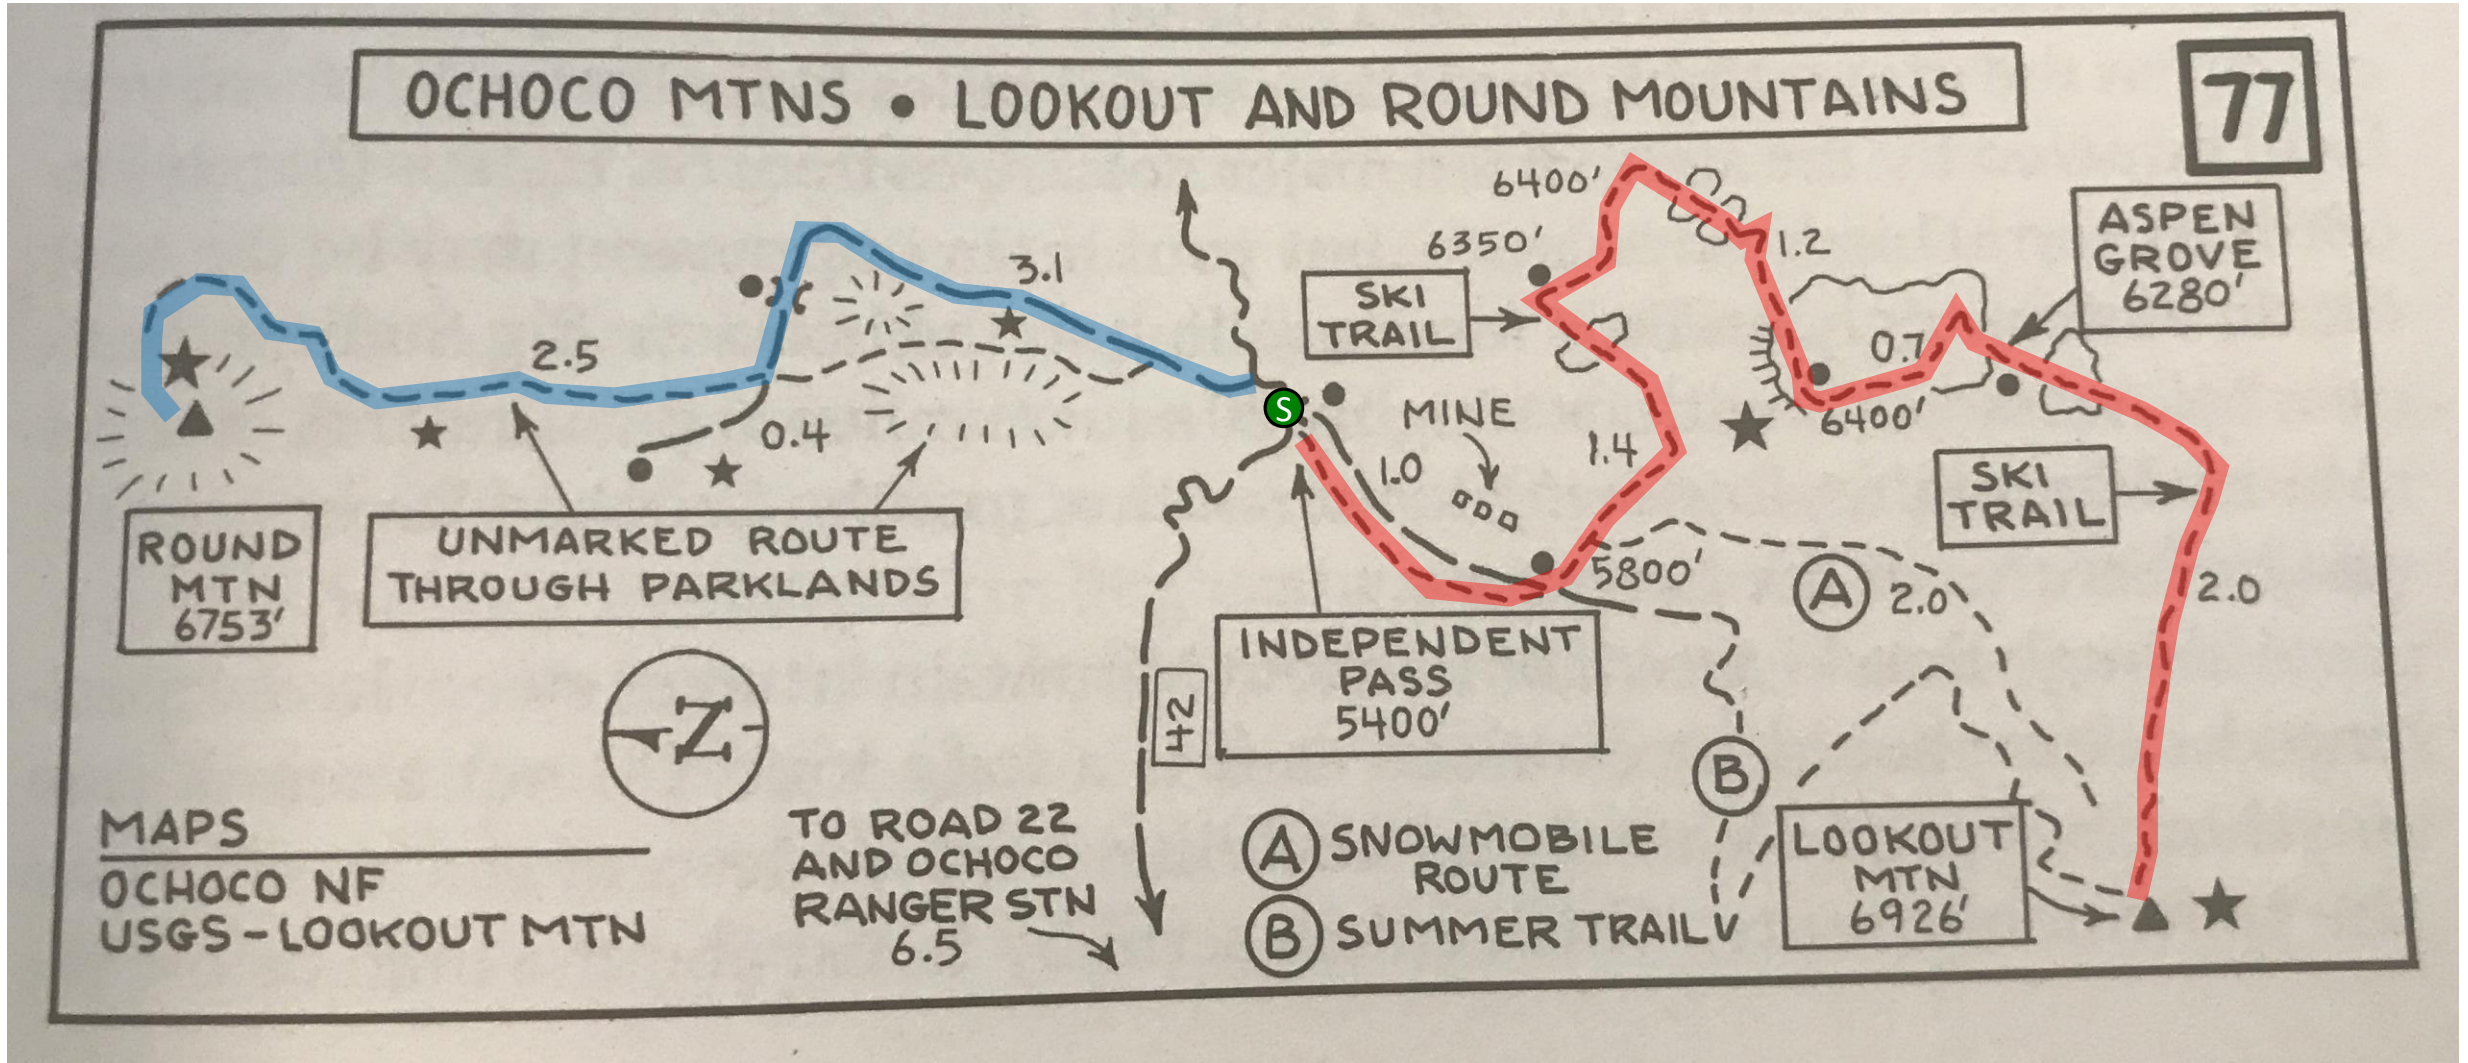 OCHOCO MTNS • LOOKOUT AND ROUND MOUNTAINS
77
6400'
6350'
1.2
ASPEN
GROVE
6280'
SKI
TRAIL
3.1
2.5
0.7
6400'
S
MINE
1.4
1.0
0.4
SKI
TRAIL
ROUND
MTN
6753'
UNMARKED ROUTE
THROUGH PARKLANDS
5800'
A
2.0
2.0
INDEPENDENT
PASS
5400'
N
42
B
MAPS
OCHOCO NF
USGS-LOOKOUT MTN
TO ROAD 22
AND OCHOCO
RANGER STN
6.5
A SNOWMOBILE
ROUTE
B SUMMER TRAIL
LOOKOUT
MTN
6926'